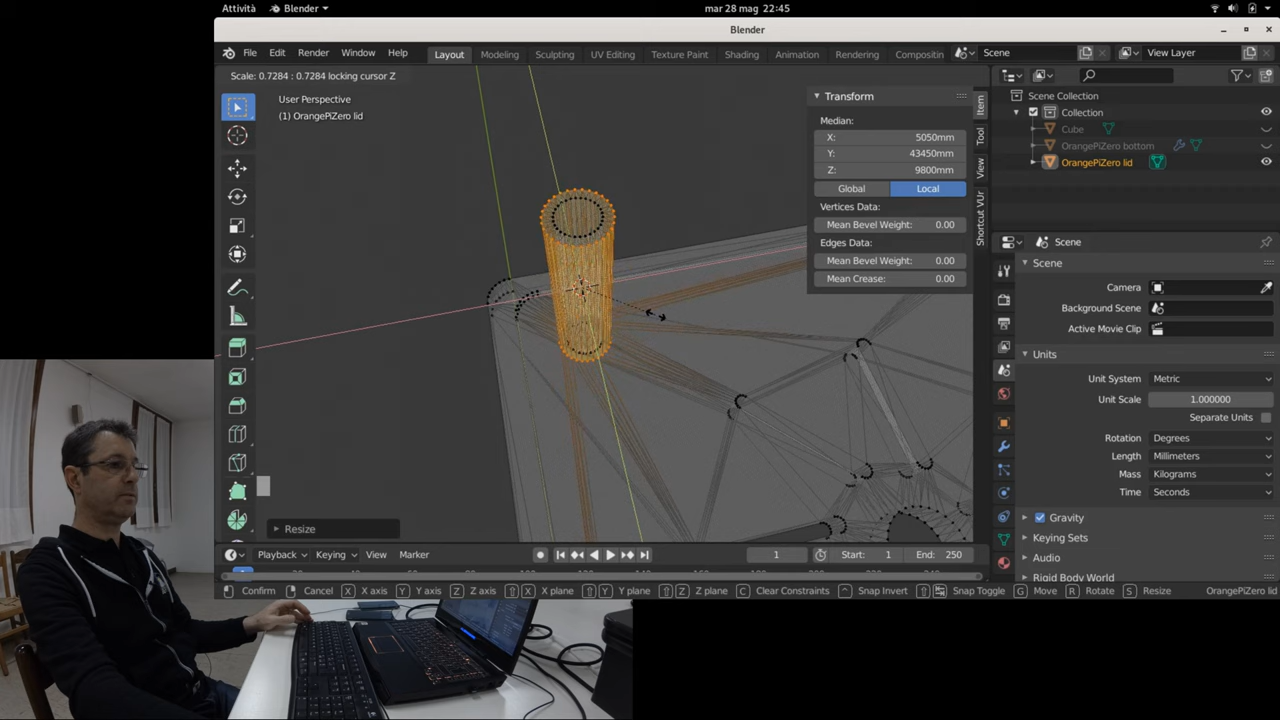 Attività
Blender
mar 28 mag 22:45
Blender
File Edit Render Window Help
Layout Modeling Sculpting UV Editing Texture Paint Shading Animation Rendering Compositin
Scene
View Layer
Scale: 0.7284 : 0.7284 locking cursor Z
User Perspective
(1) OrangePiZero lid
Transform
Median:
X: 5050mm
Y: 43450mm
Z: 9800mm
Global Local
Vertices Data:
Mean Bevel Weight: 0.00
Edges Data:
Mean Bevel Weight: 0.00
Mean Crease: 0.00
Item
Tool
View
Shortcut VUr
Scene Collection
Collection
Cube
OrangePiZero bottom
OrangePiZero lid
Scene
Scene
Camera
Background Scene
Active Movie Clip
Units
Unit System Metric
Unit Scale 1.000000
Separate Units
Rotation Degrees
Length Millimeters
Mass Kilograms
Time Seconds
Gravity
Keying Sets
Audio
Rigid Body World
Resize
Playback Keying View Marker
1
Start: 1
End: 250
Confirm Cancel X X axis Y Y axis Z Z axis X X plane Y Y plane Z Z plane C Clear Constraints Snap Invert Snap Toggle G Move R Rotate S Resize
OrangePiZero lid